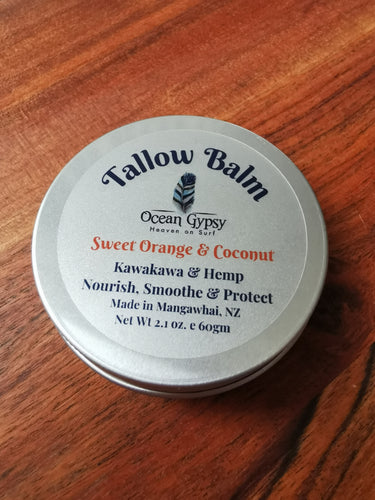 Tallow Balm
Ocean Gypsy
Heaven on Surf
Sweet Orange & Coconut
Kawakawa & Hemp
Nourish, Smoothe & Protect
Made in Mangawhai, NZ
Net Wt 2.1 oz. e 60gm